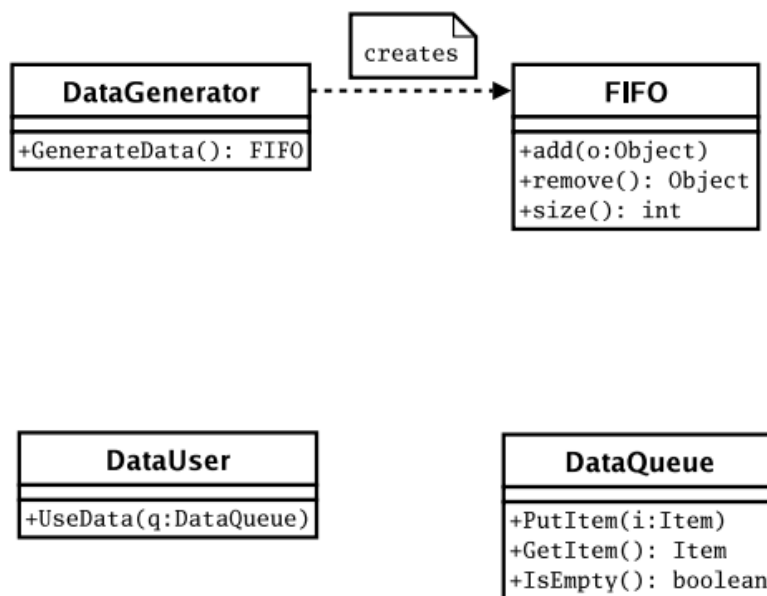 creates
DataGenerator
+GenerateData(): FIFO
FIFO
+add(o:Object)
+remove(): Object
+size(): int
DataUser
+UseData(q:DataQueue)
DataQueue
+PutItem(i:Item)
+GetItem(): Item
+IsEmpty(): boolean